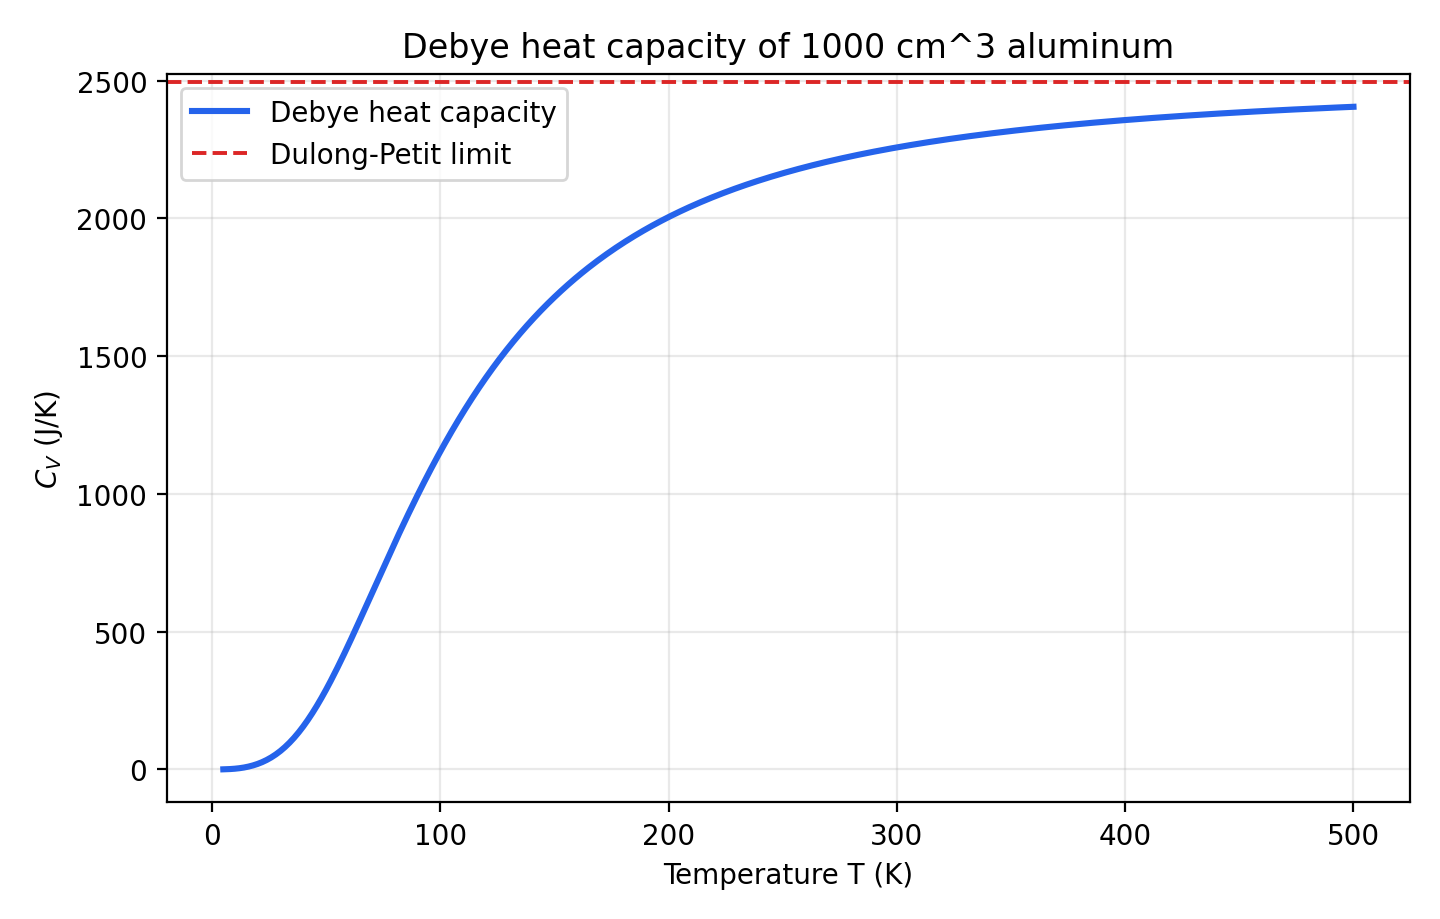 Debye heat capacity of 1000 cm^3 aluminum
2500
2000
1500
1000
500
0
C_V (J/K)
Debye heat capacity
Dulong-Petit limit
0 100 200 300 400 500
Temperature T (K)